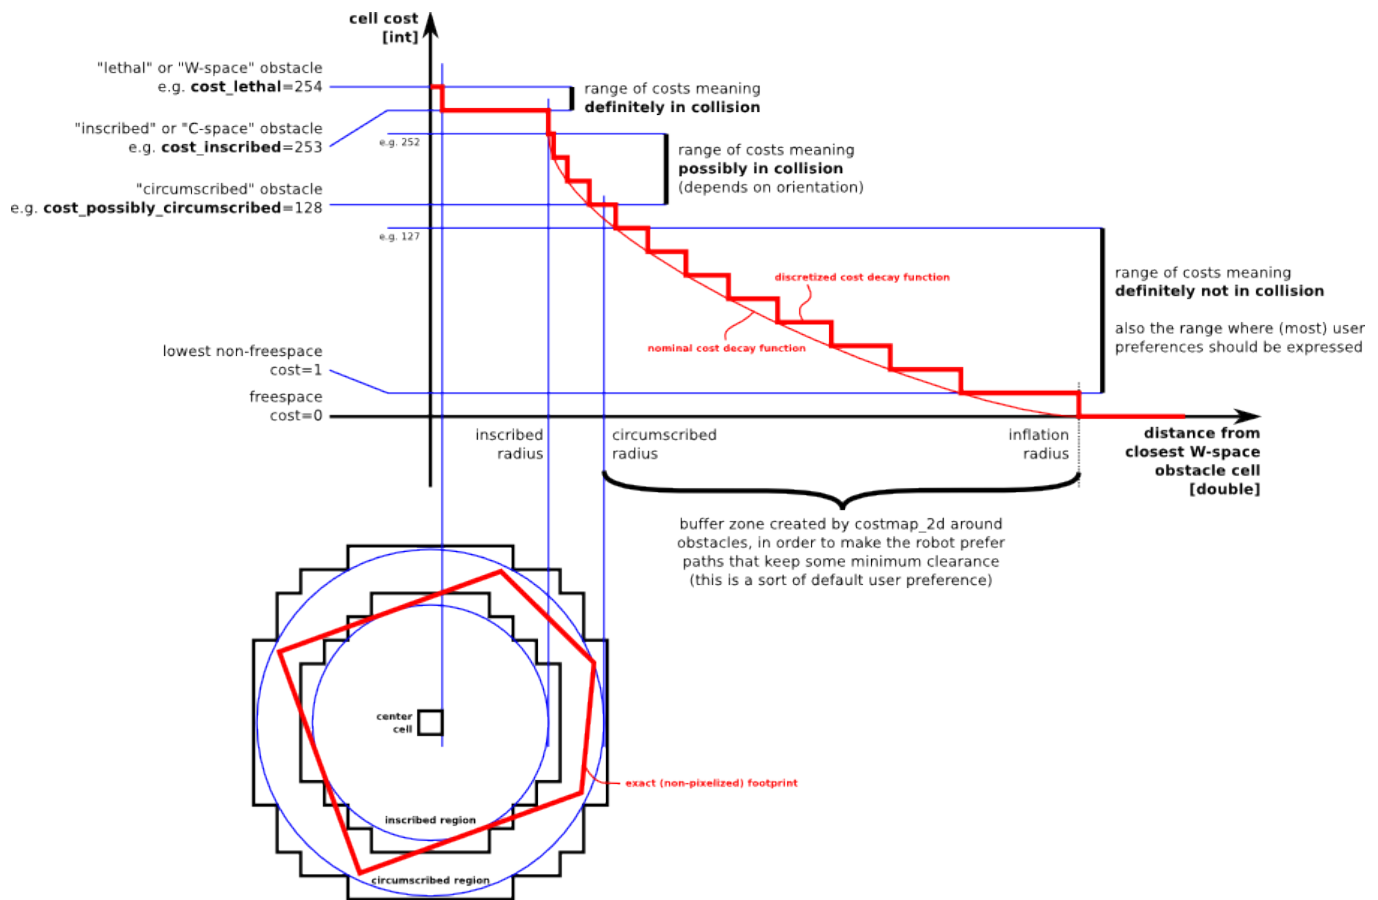 cell cost
[int]
"lethal" or "W-space" obstacle
e.g. cost_lethal=254
range of costs meaning
definitely in collision
"inscribed" or "C-space" obstacle
e.g. cost_inscribed=253
e.g. 252
range of costs meaning
possibly in collision
(depends on orientation)
"circumscribed" obstacle
e.g. cost_possibly_circumscribed=128
e.g. 127
discretized cost decay function
range of costs meaning
definitely not in collision
also the range where (most) user
preferences should be expressed
nominal cost decay function
lowest non-freespace
cost=1
freespace
cost=0
inscribed
radius
circumscribed
radius
inflation
radius
distance from
closest W-space
obstacle cell
[double]
buffer zone created by costmap_2d around
obstacles, in order to make the robot prefer
paths that keep some minimum clearance
(this is a sort of default user preference)
center
cell
exact (non-pixelized) footprint
inscribed region
circumscribed region